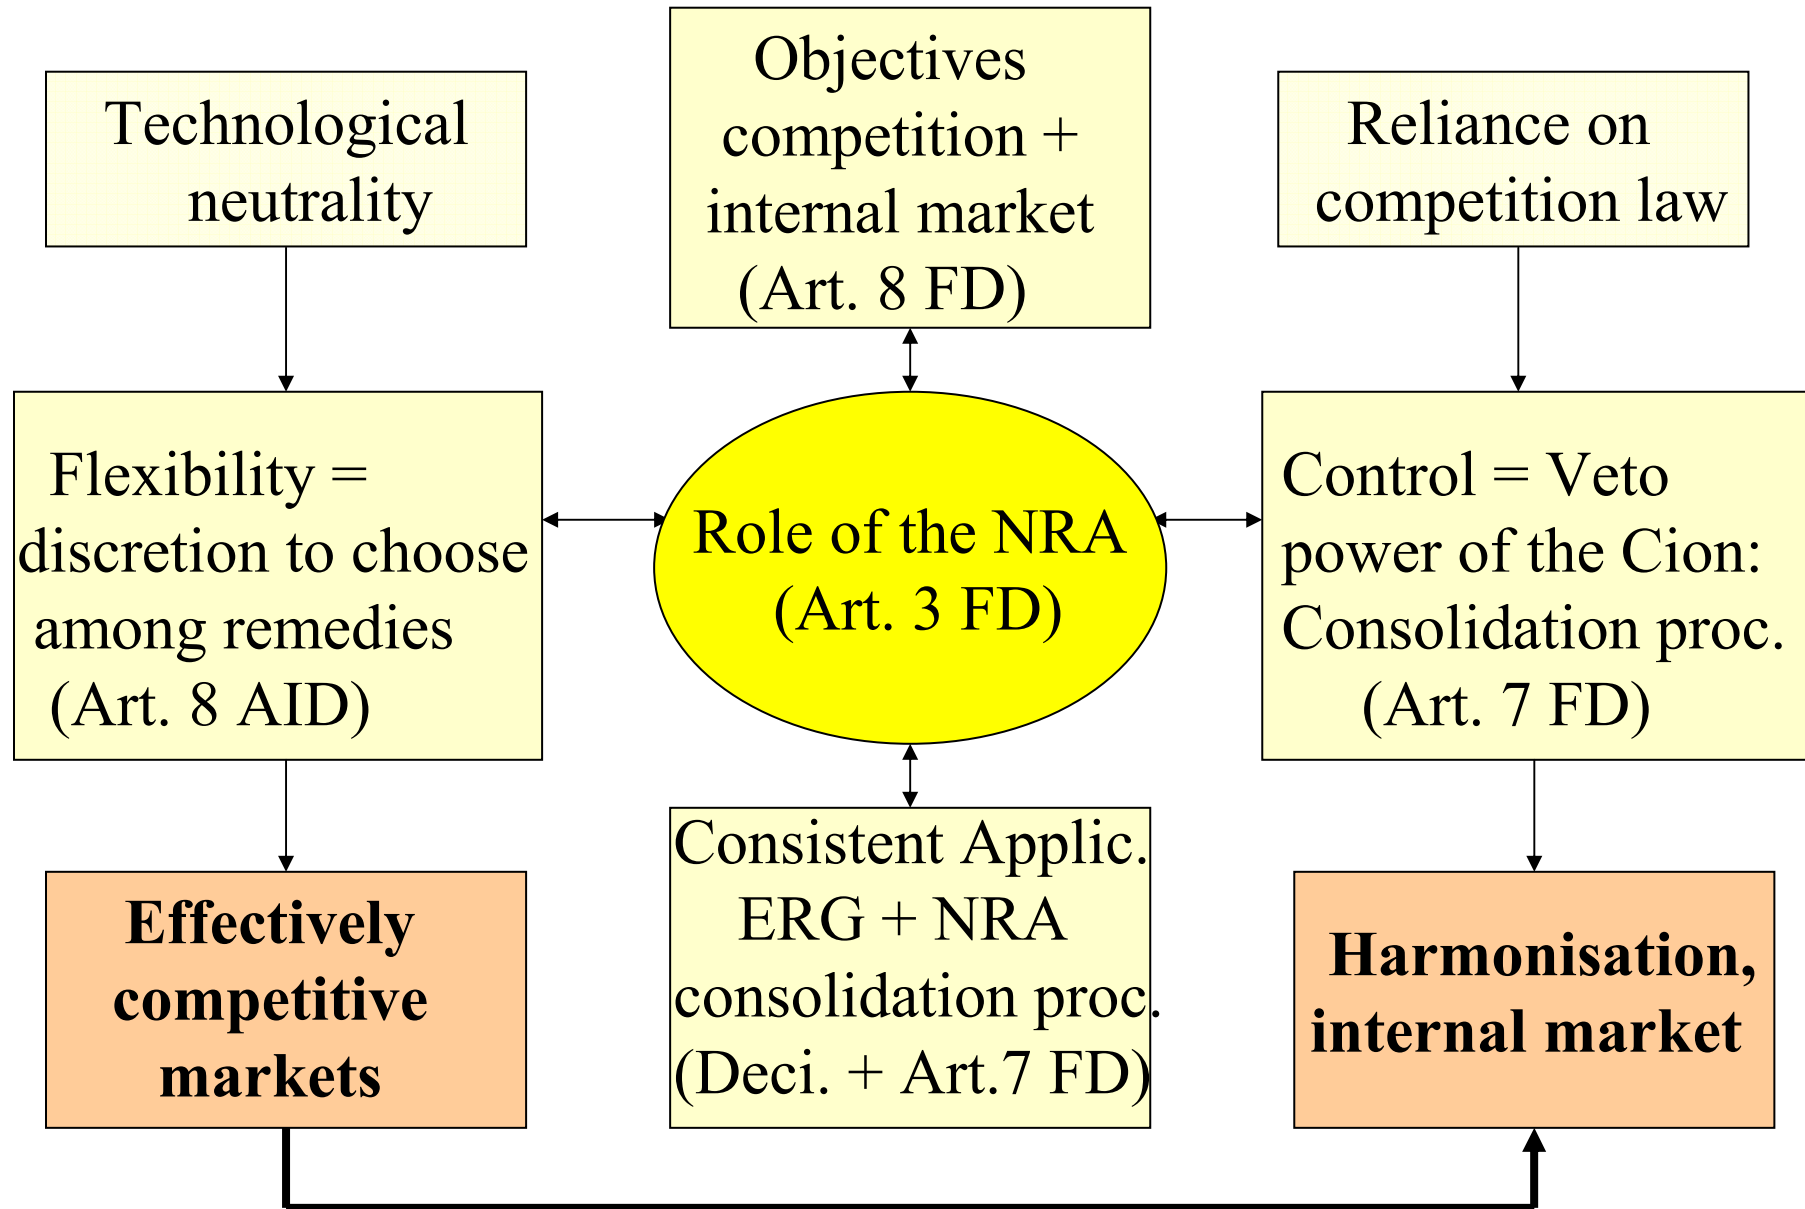 Technological
neutrality
Objectives
competition +
internal market
(Art. 8 FD)
Reliance on
competition law
Flexibility =
discretion to choose
among remedies
(Art. 8 AID)
Role of the NRA
(Art. 3 FD)
Control = Veto
power of the Cion:
Consolidation proc.
(Art. 7 FD)
Effectively
competitive
markets
Consistent Applic.
ERG + NRA
consolidation proc.
(Deci. + Art.7 FD)
Harmonisation,
internal market